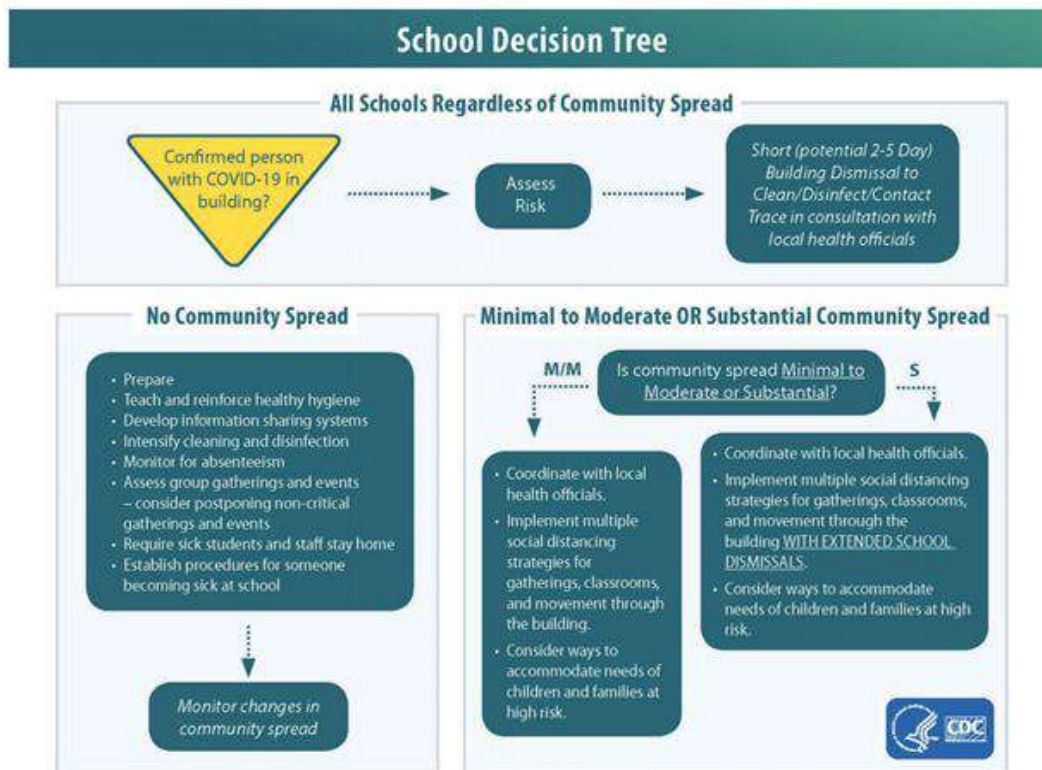 School Decision Tree
All Schools Regardless of Community Spread
Confirmed person
with COVID-19 in
building?
Assess
Risk
Short (potential 2-5 Day)
Building Dismissal to
Clean/Disinfect/Contact
Trace in consultation with
local health officials
No Community Spread
• Prepare
• Teach and reinforce healthy hygiene
• Develop information sharing systems
• Intensify cleaning and disinfection
• Monitor for absenteeism
• Assess group gatherings and events
– consider postponing non-critical
gatherings and events
• Require sick students and staff stay home
• Establish procedures for someone
becoming sick at school
Monitor changes in
community spread
Minimal to Moderate OR Substantial Community Spread
M/M
Is community spread Minimal to
Moderate or Substantial?
S
• Coordinate with local
health officials.
• Implement multiple
social distancing
strategies for
gatherings, classrooms,
and movement through
the building.
• Consider ways to
accommodate needs of
children and families at
high risk.
• Coordinate with local health officials.
• Implement multiple social distancing
strategies for gatherings, classrooms,
and movement through the
building WITH EXTENDED SCHOOL
DISMISSALS.
• Consider ways to accommodate
needs of children and families at high
risk.
CDC